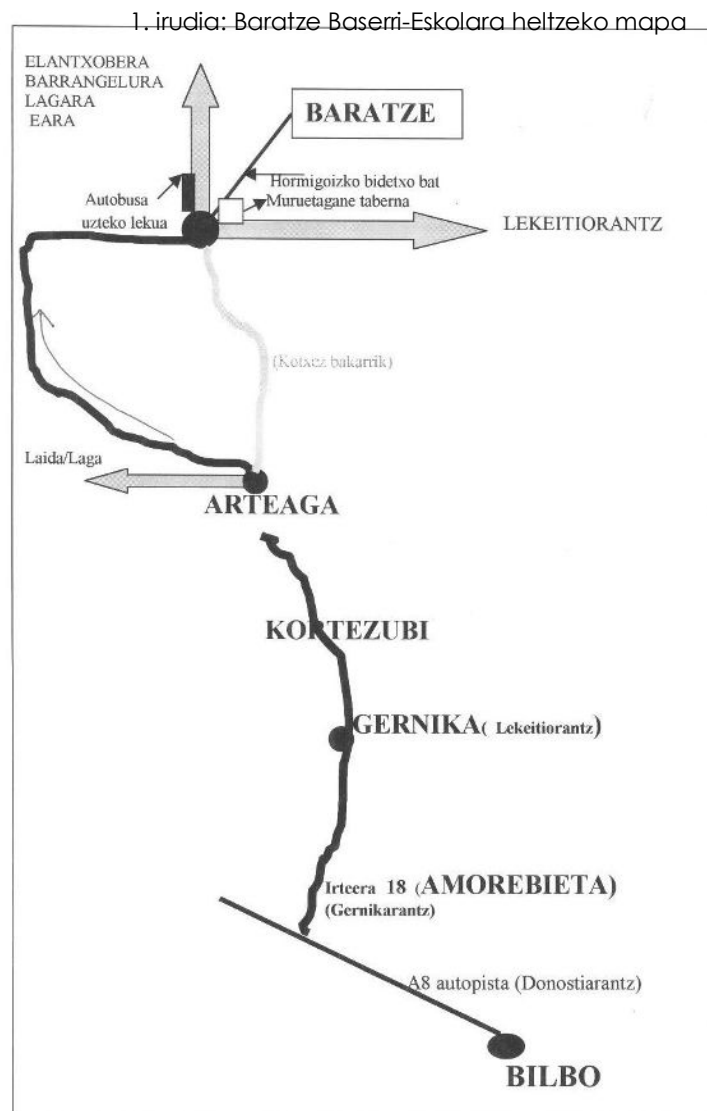 1. irudia: Baratze Baserri-Eskolara heltzeko mapa
ELANTXOBERA
BARRANGELURA
LAGARA
EARA
BARATZE
Hormigoizko bidetxo bat
Autobusa
uzteko lekua
Muruetagane taberna
LEKEITIORANTZ
(Kotxez bakarrik)
Laida/Laga
ARTEAGA
KORTEZUBI
GERNIKA( Lekeitiorantz)
Irteera 18 (AMOREBIETA)
(Gernikarantz)
A8 autopista (Donostiarantz)
BILBO